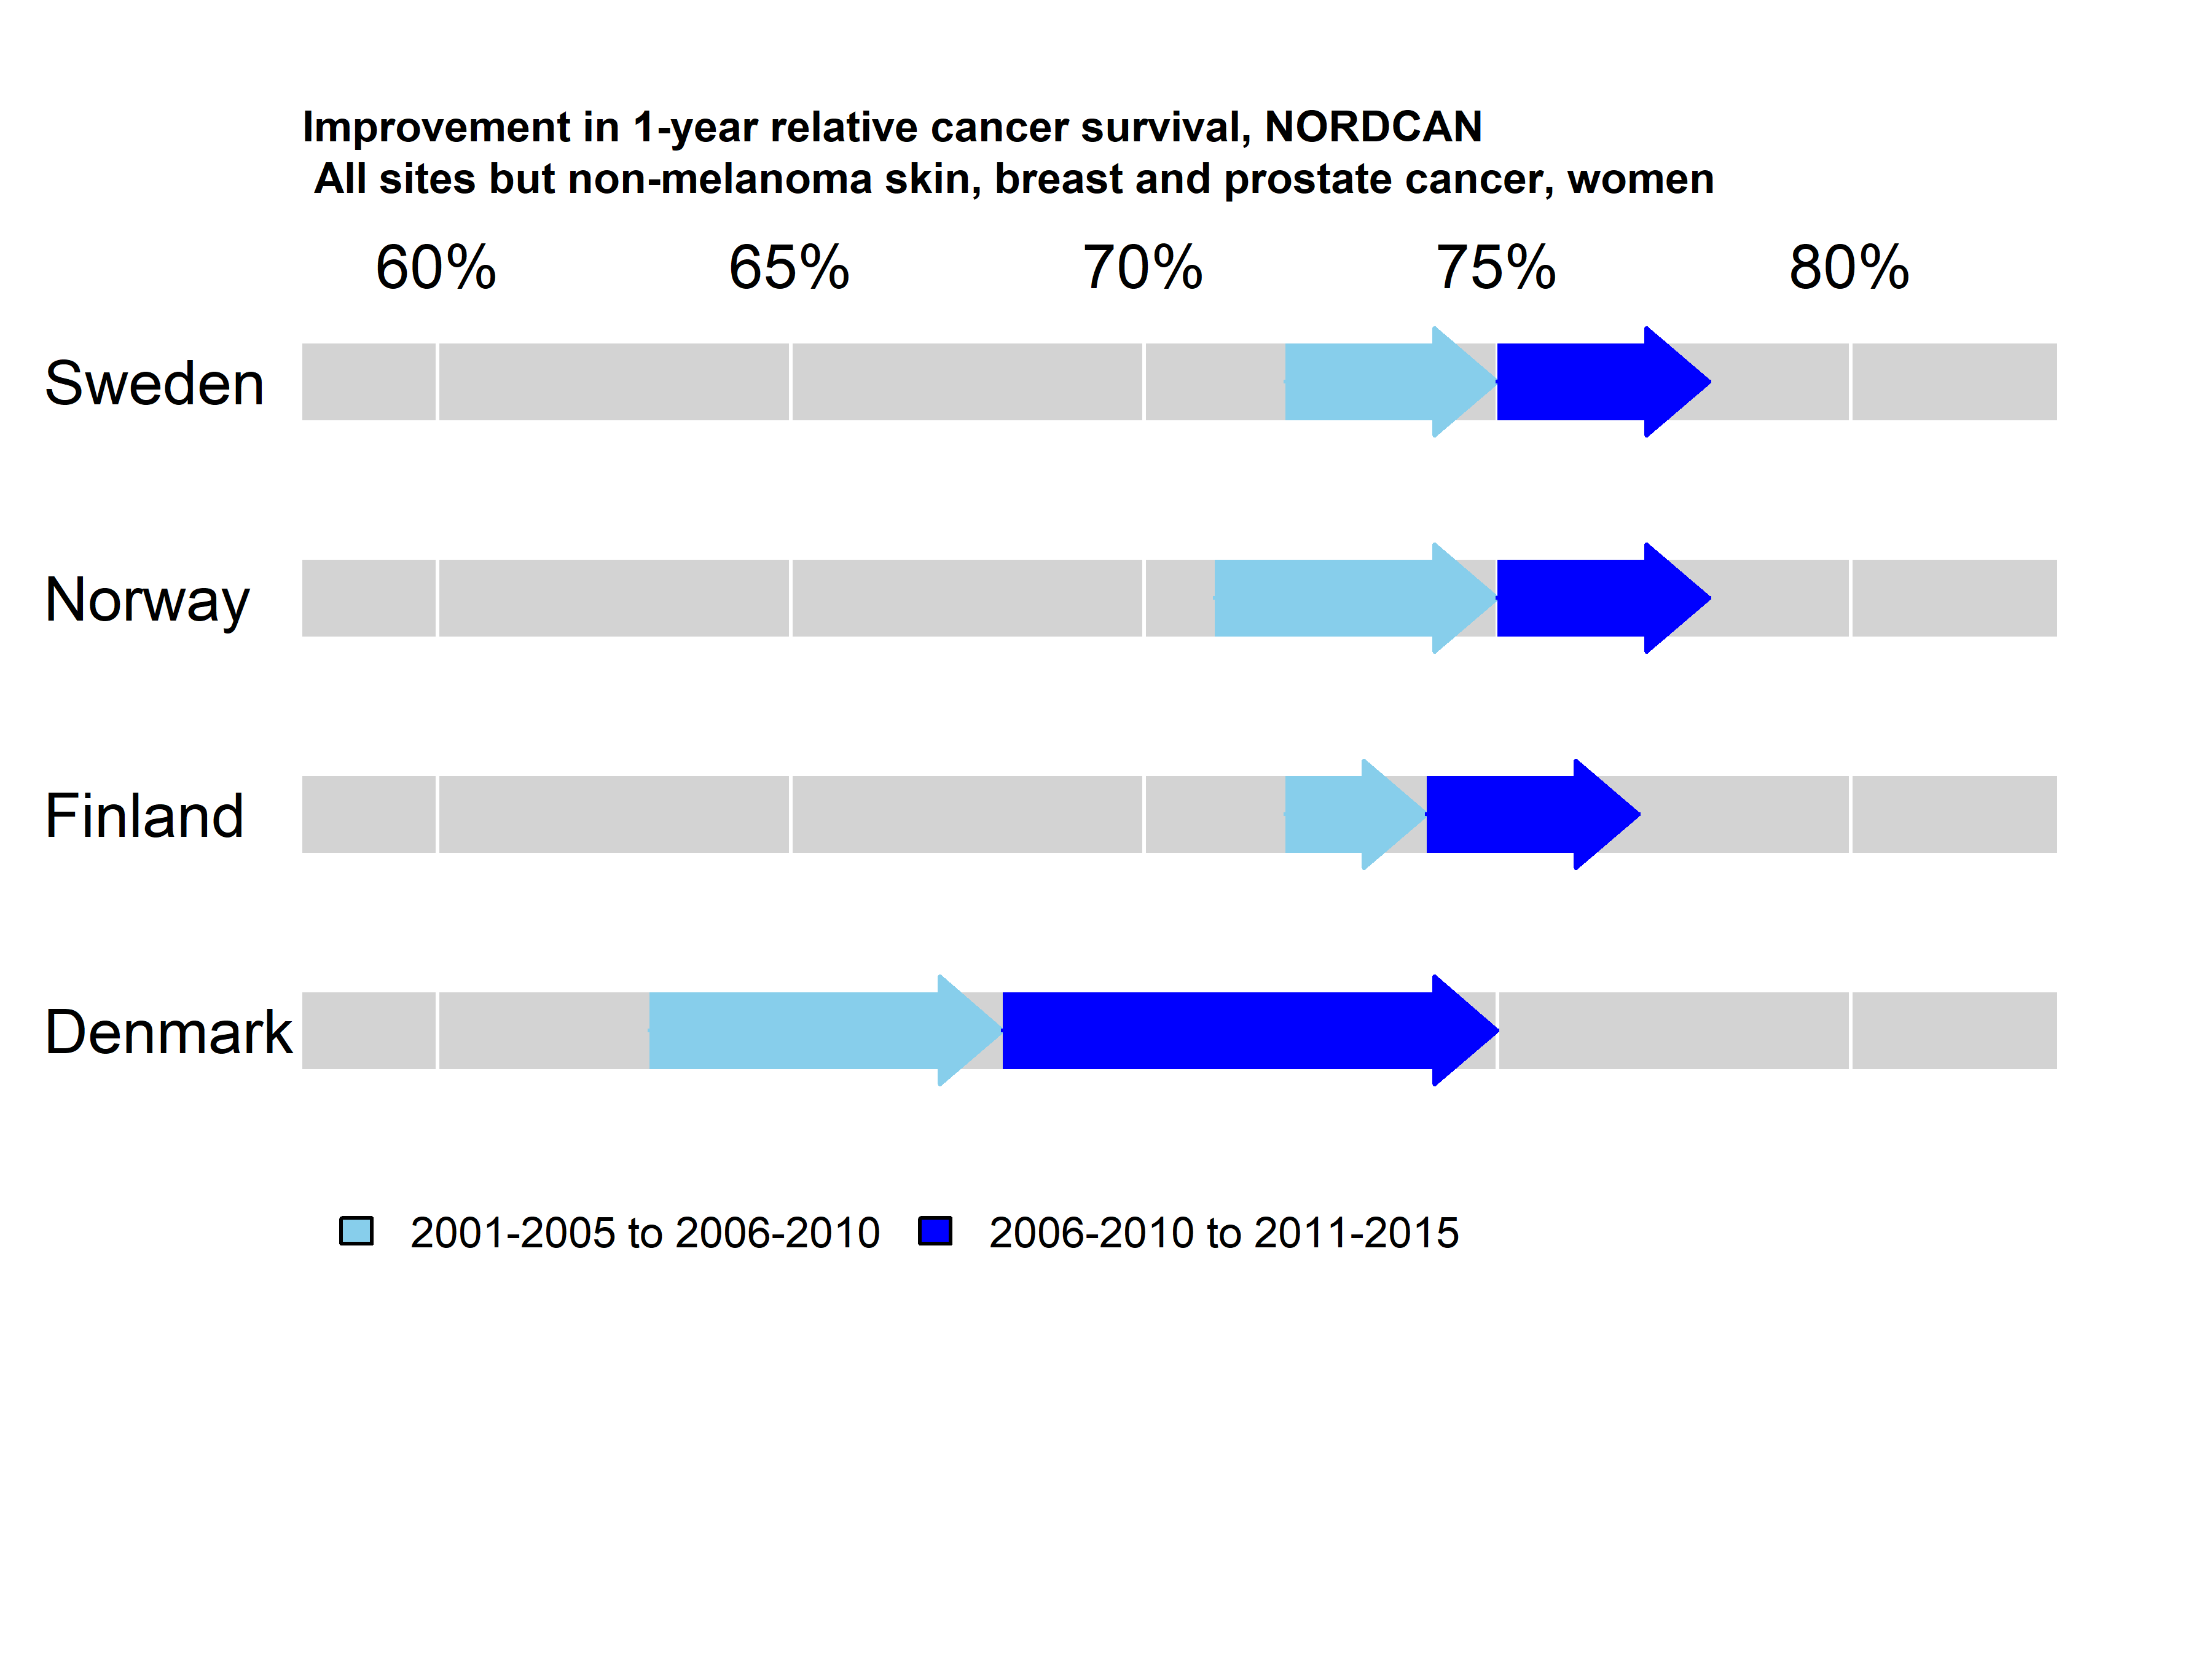 Improvement in 1-year relative cancer survival, NORDCAN
All sites but non-melanoma skin, breast and prostate cancer, women
60% 65% 70% 75% 80%
Sweden
Norway
Finland
Denmark
2001-2005 to 2006-2010 2006-2010 to 2011-2015